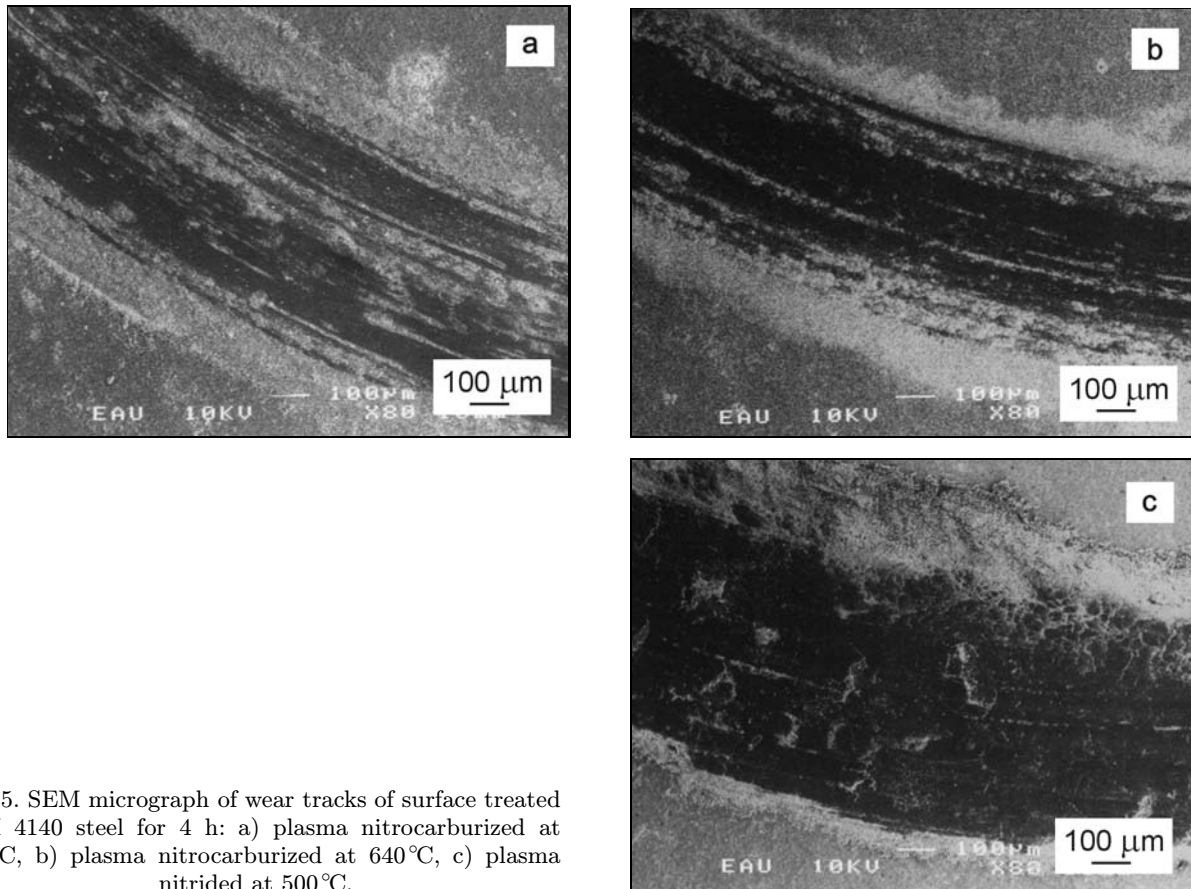 a
100 µm
100µm
EAU 10KV X80
b
100 µm
100µm
EAU 10KV X80
c
100 µm
100µm
EAU 10KV X80
5. SEM micrograph of wear tracks of surface treated
4140 steel for 4 h: a) plasma nitrocarburized at
°C, b) plasma nitrocarburized at 640 °C, c) plasma
nitrided at 500 °C.